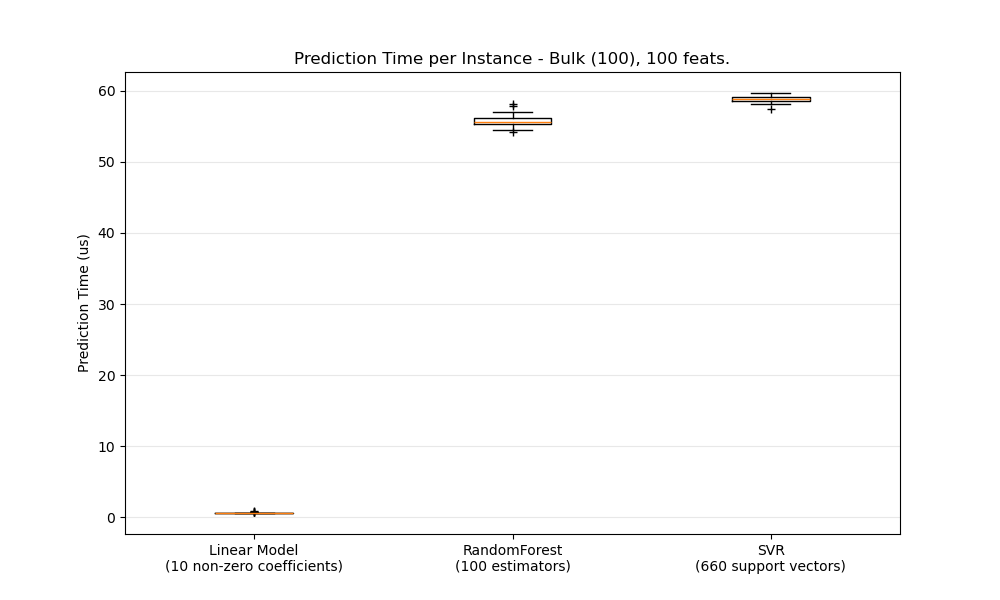 Prediction Time per Instance - Bulk (100), 100 feats.
Prediction Time (us)
60
50
40
30
20
10
0
Linear Model
(10 non-zero coefficients)
RandomForest
(100 estimators)
SVR
(660 support vectors)